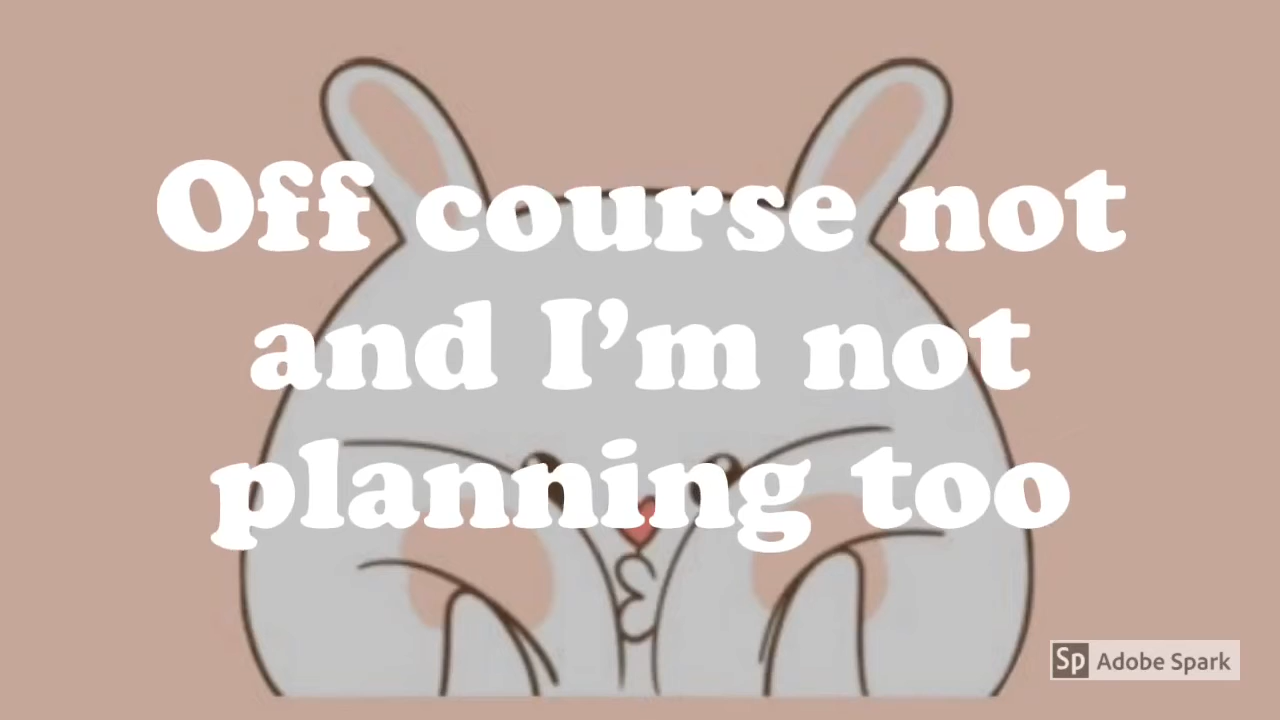 Off course not
and I’m not
planning too
Sp Adobe Spark